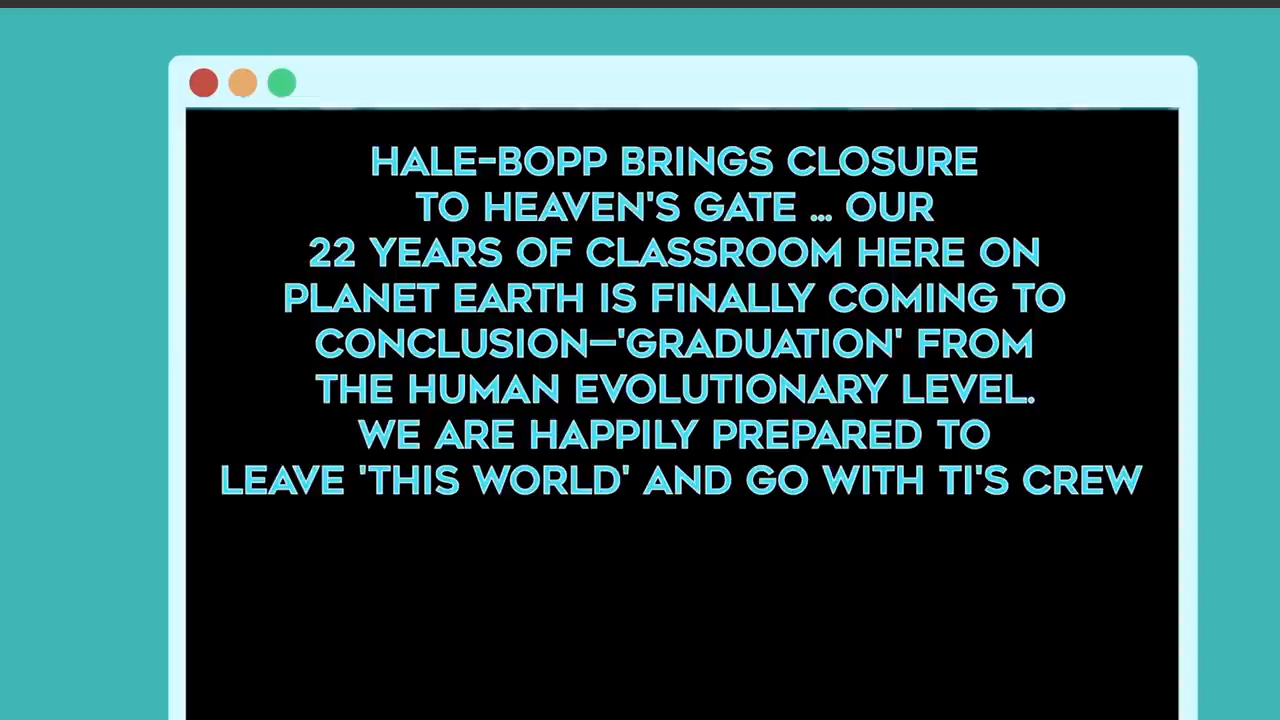 HALE-BOPP BRINGS CLOSURE
TO HEAVEN'S GATE ... OUR
22 YEARS OF CLASSROOM HERE ON
PLANET EARTH IS FINALLY COMING TO
CONCLUSION—'GRADUATION' FROM
THE HUMAN EVOLUTIONARY LEVEL.
WE ARE HAPPILY PREPARED TO
LEAVE 'THIS WORLD' AND GO WITH TI'S CREW